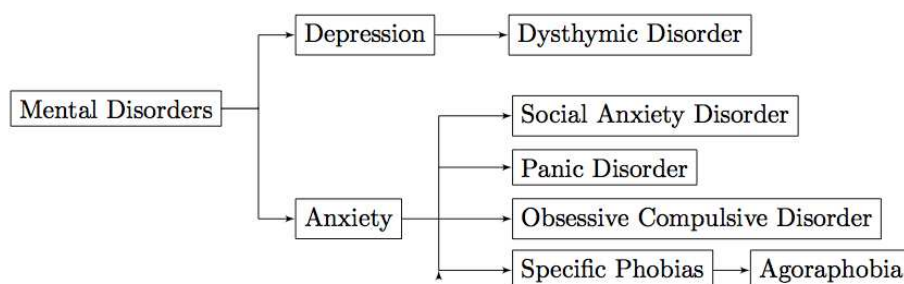 Mental Disorders
Depression
Dysthymic Disorder
Anxiety
Social Anxiety Disorder
Panic Disorder
Obsessive Compulsive Disorder
Specific Phobias
Agoraphobia